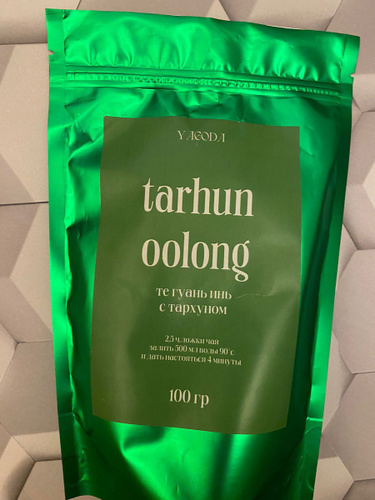 YAGODA
tarhun
oolong
те гуань инь
с тархуном
2,5 ч. ложки чая
залить 500 мл воды 90°c
и дать настояться 4 минуты
100 гр